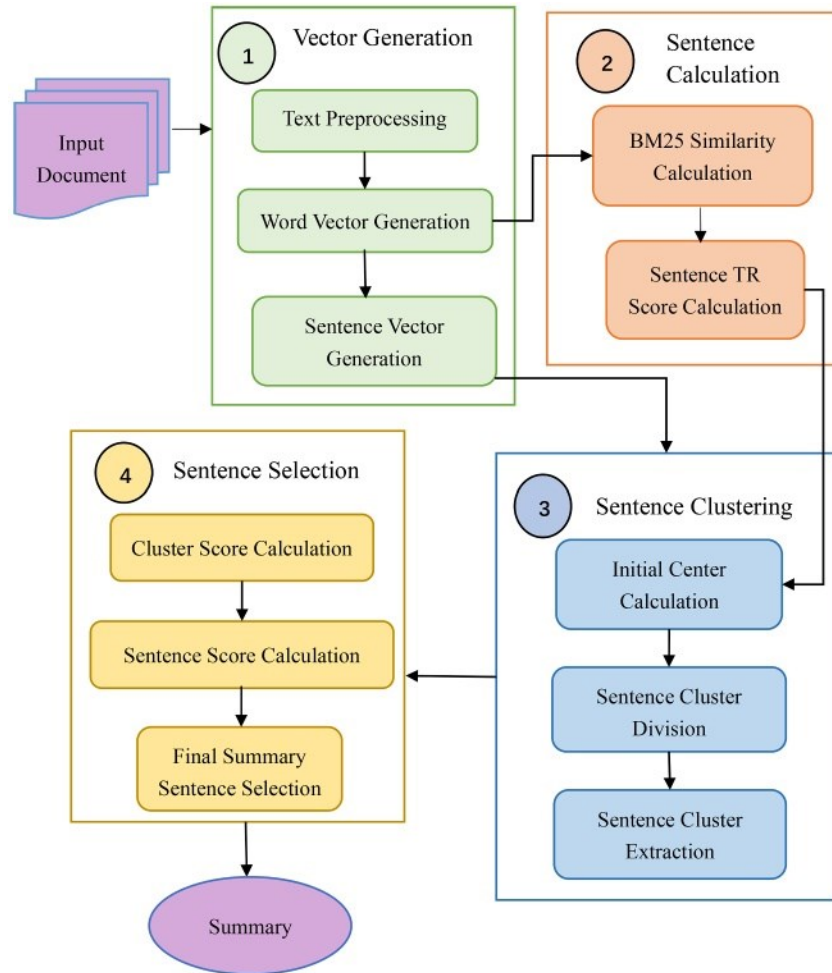 Input
Document
1
Vector Generation
Text Preprocessing
Word Vector Generation
Sentence Vector
Generation
2
Sentence
Calculation
BM25 Similarity
Calculation
Sentence TR
Score Calculation
3
Sentence Clustering
Initial Center
Calculation
Sentence Cluster
Division
Sentence Cluster
Extraction
4
Sentence Selection
Cluster Score Calculation
Sentence Score Calculation
Final Summary
Sentence Selection
Summary